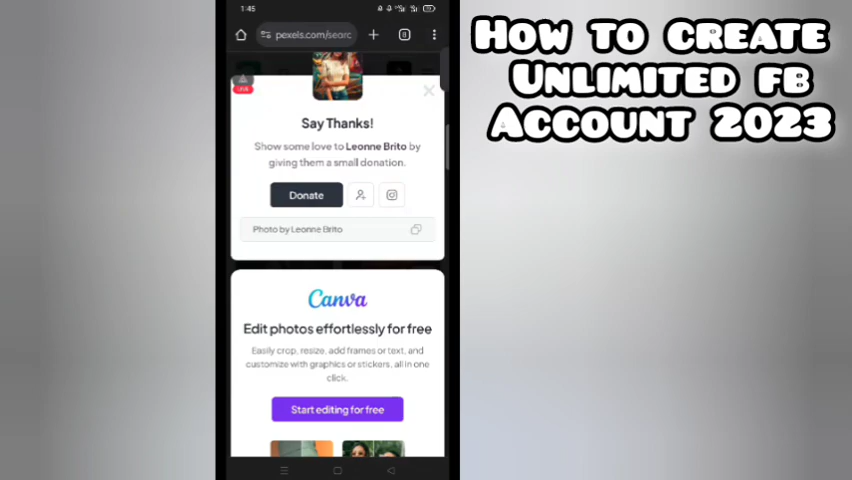 1:45
pexels.com/searc
8
How to create
Unlimited fb
Account 2023
LIVE
Say Thanks!
Show some love to Leonne Brito by
giving them a small donation.
Donate
Photo by Leonne Brito
Canva
Edit photos effortlessly for free
Easily crop, resize, add frames or text, and
customize with graphics or stickers, all in one
click.
Start editing for free